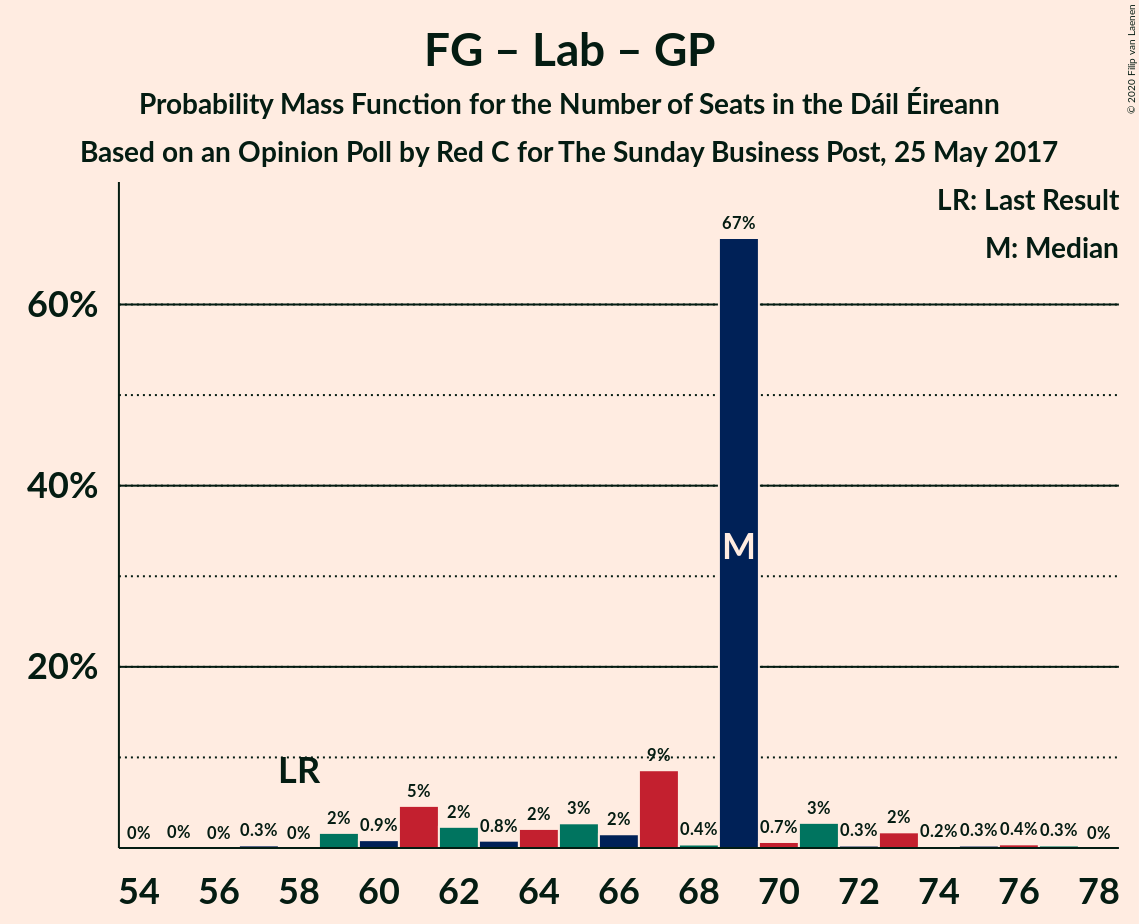 FG – Lab – GP
Probability Mass Function for the Number of Seats in the Dáil Éireann
Based on an Opinion Poll by Red C for The Sunday Business Post, 25 May 2017
© 2020 Filip van Laenen
LR: Last Result
M: Median
60%
40%
20%
0% 0% 0% 0.3% 0% 2% 0.9% 5% 2% 0.8% 2% 3% 2% 9% 0.4% 67% 0.7% 3% 0.3% 2% 0.2% 0.3% 0.4% 0.3% 0%
LR
M
54 56 58 60 62 64 66 68 70 72 74 76 78